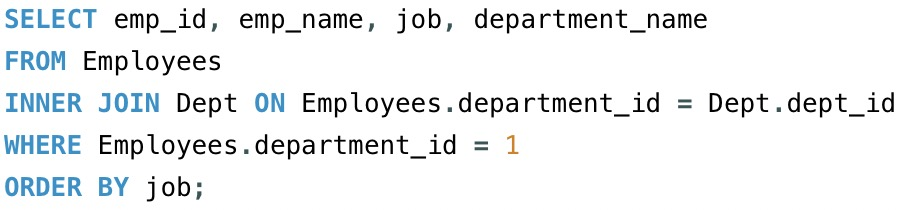 SELECT emp_id, emp_name, job, department_name
FROM Employees
INNER JOIN Dept ON Employees.department_id = Dept.dept_id
WHERE Employees.department_id = 1
ORDER BY job;